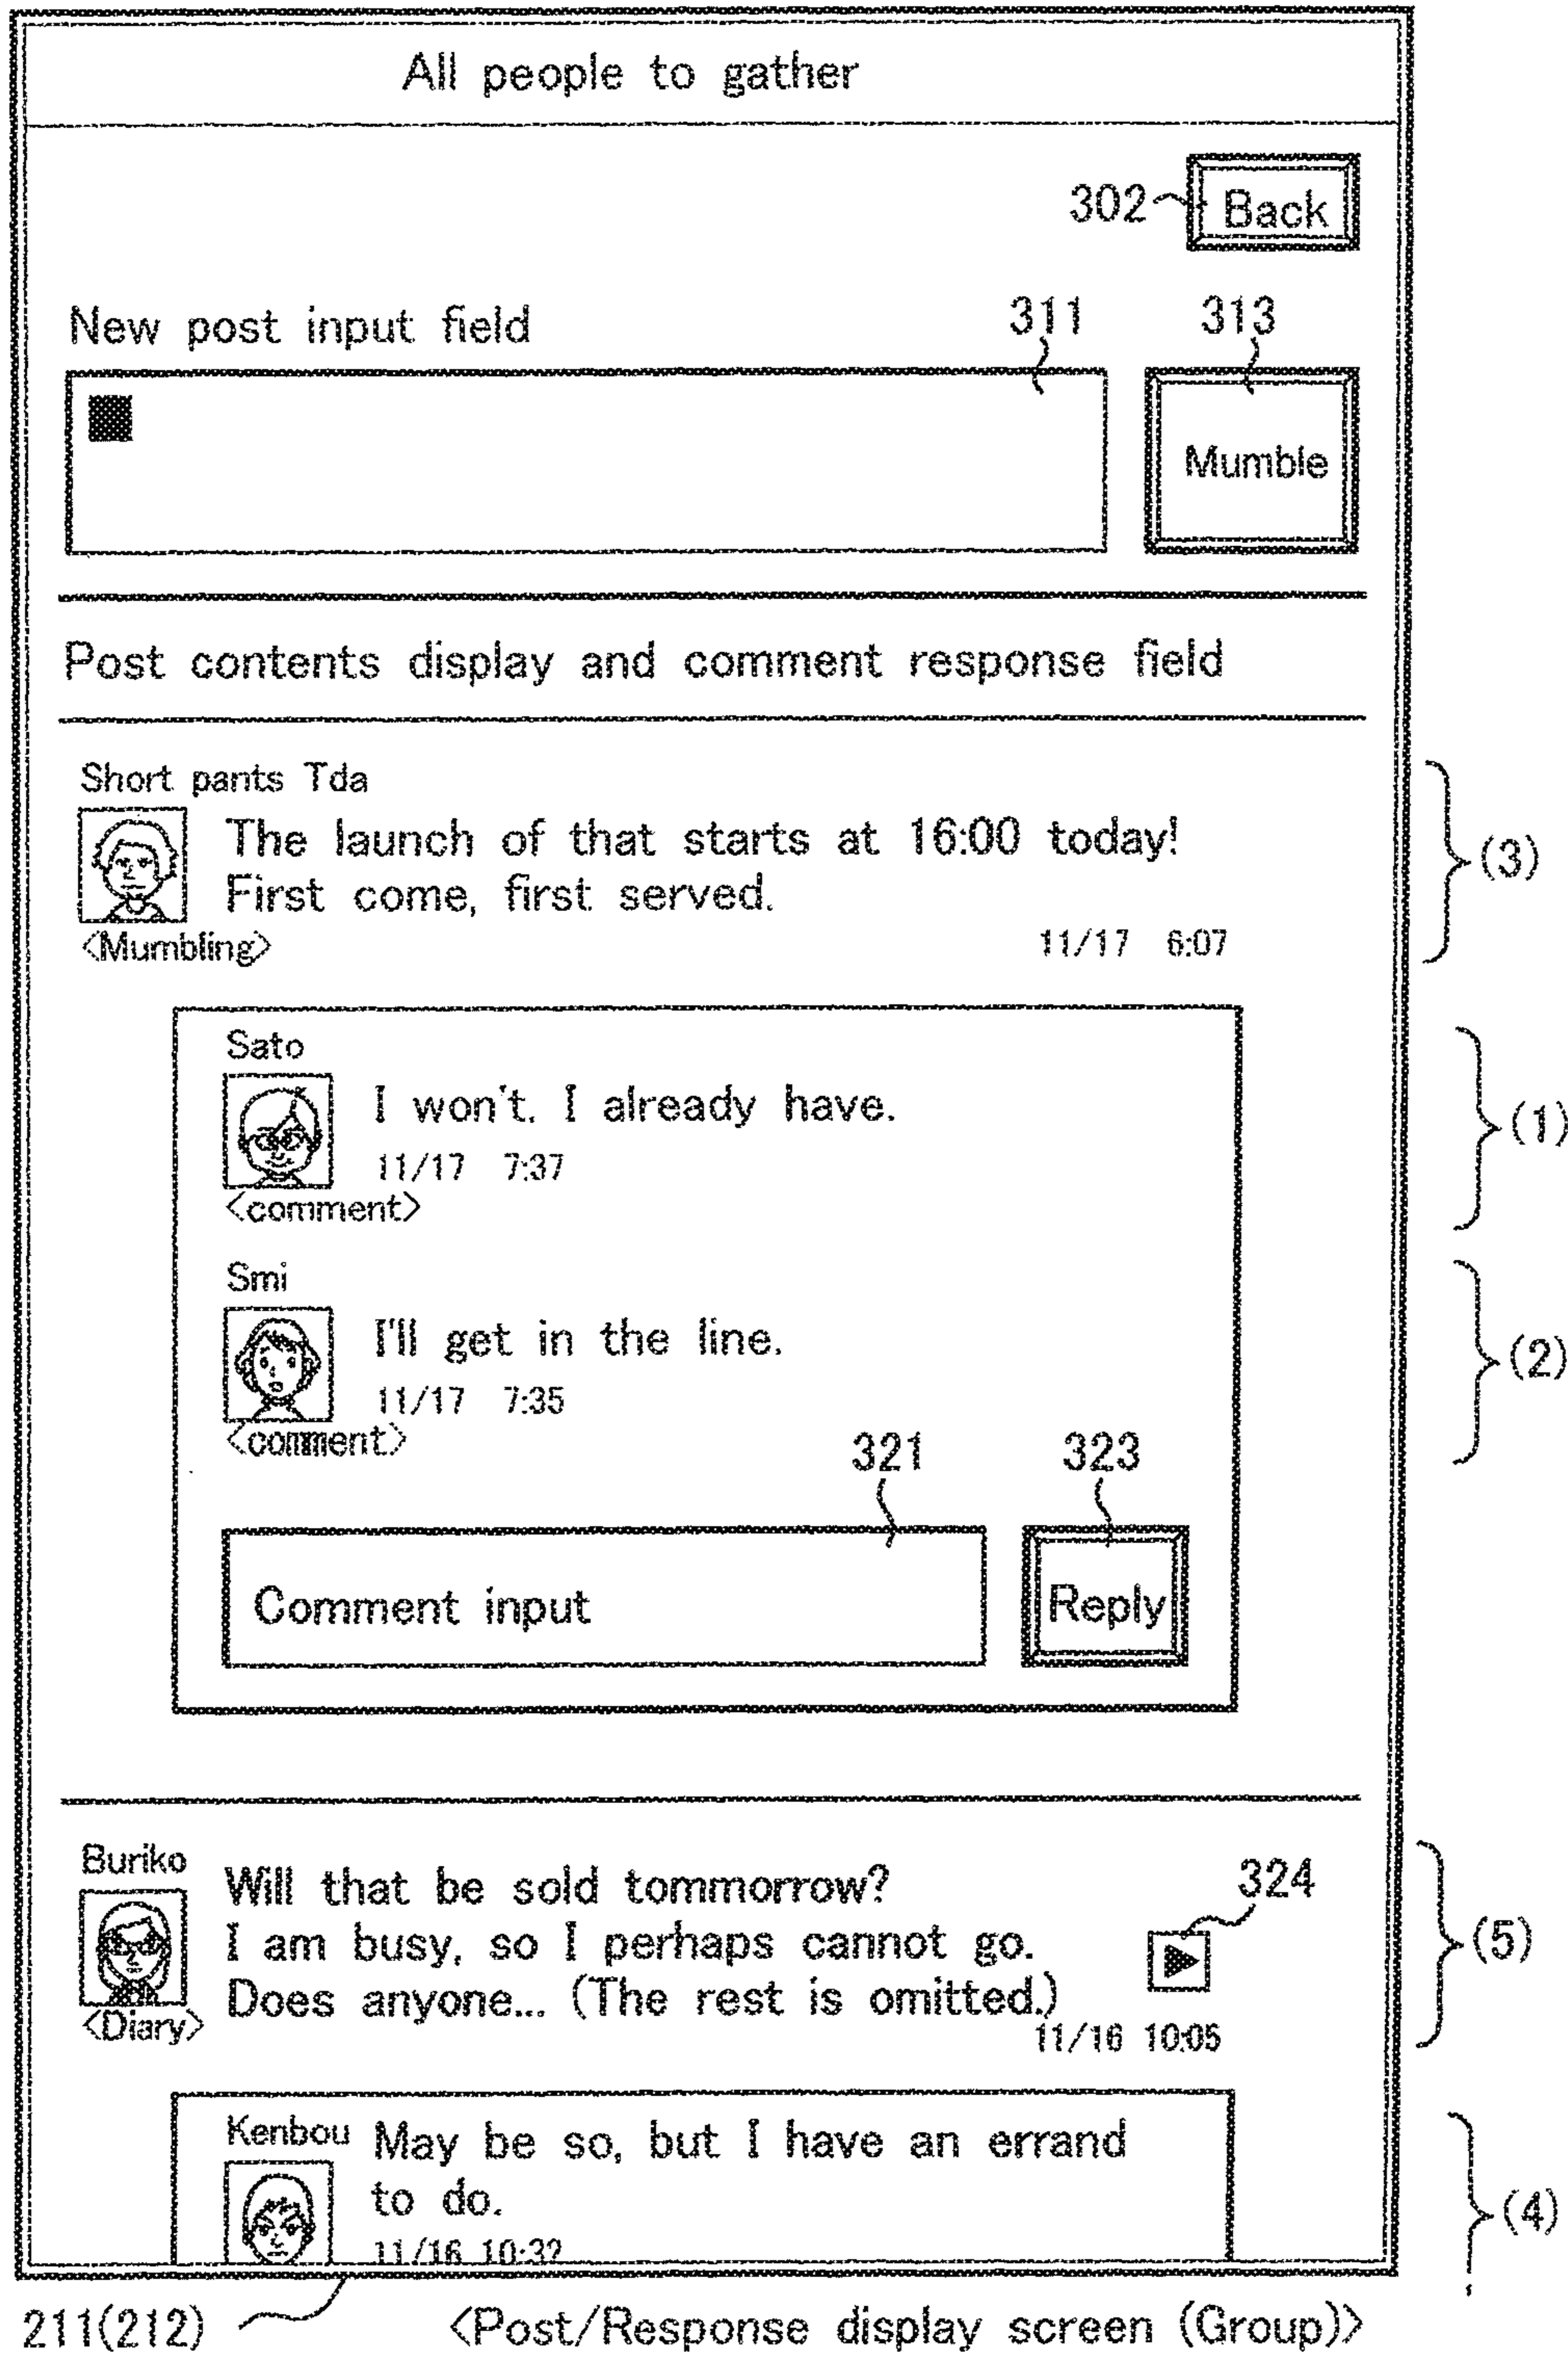 All people to gather
302 Back
New post input field 311 313
Mumble
Post contents display and comment response field
Short pants Tda
The launch of that starts at 16:00 today!
First come, first served.
(3)
<Mumbling> 11/17 6:07
Sato
I won't. I already have.
(1)
11/17 7:37
<comment>
Smi
I'll get in the line.
(2)
11/17 7:35
<comment>
321 323
Comment input Reply
Buriko
Will that be sold tommorrow?
324
I am busy, so I perhaps cannot go.
(5)
Does anyone... (The rest is omitted.)
<Diary> 11/16 10:05
Kenbou May be so, but I have an errand
to do.
(4)
11/16 10:32
211(212) <Post/Response display screen (Group)>